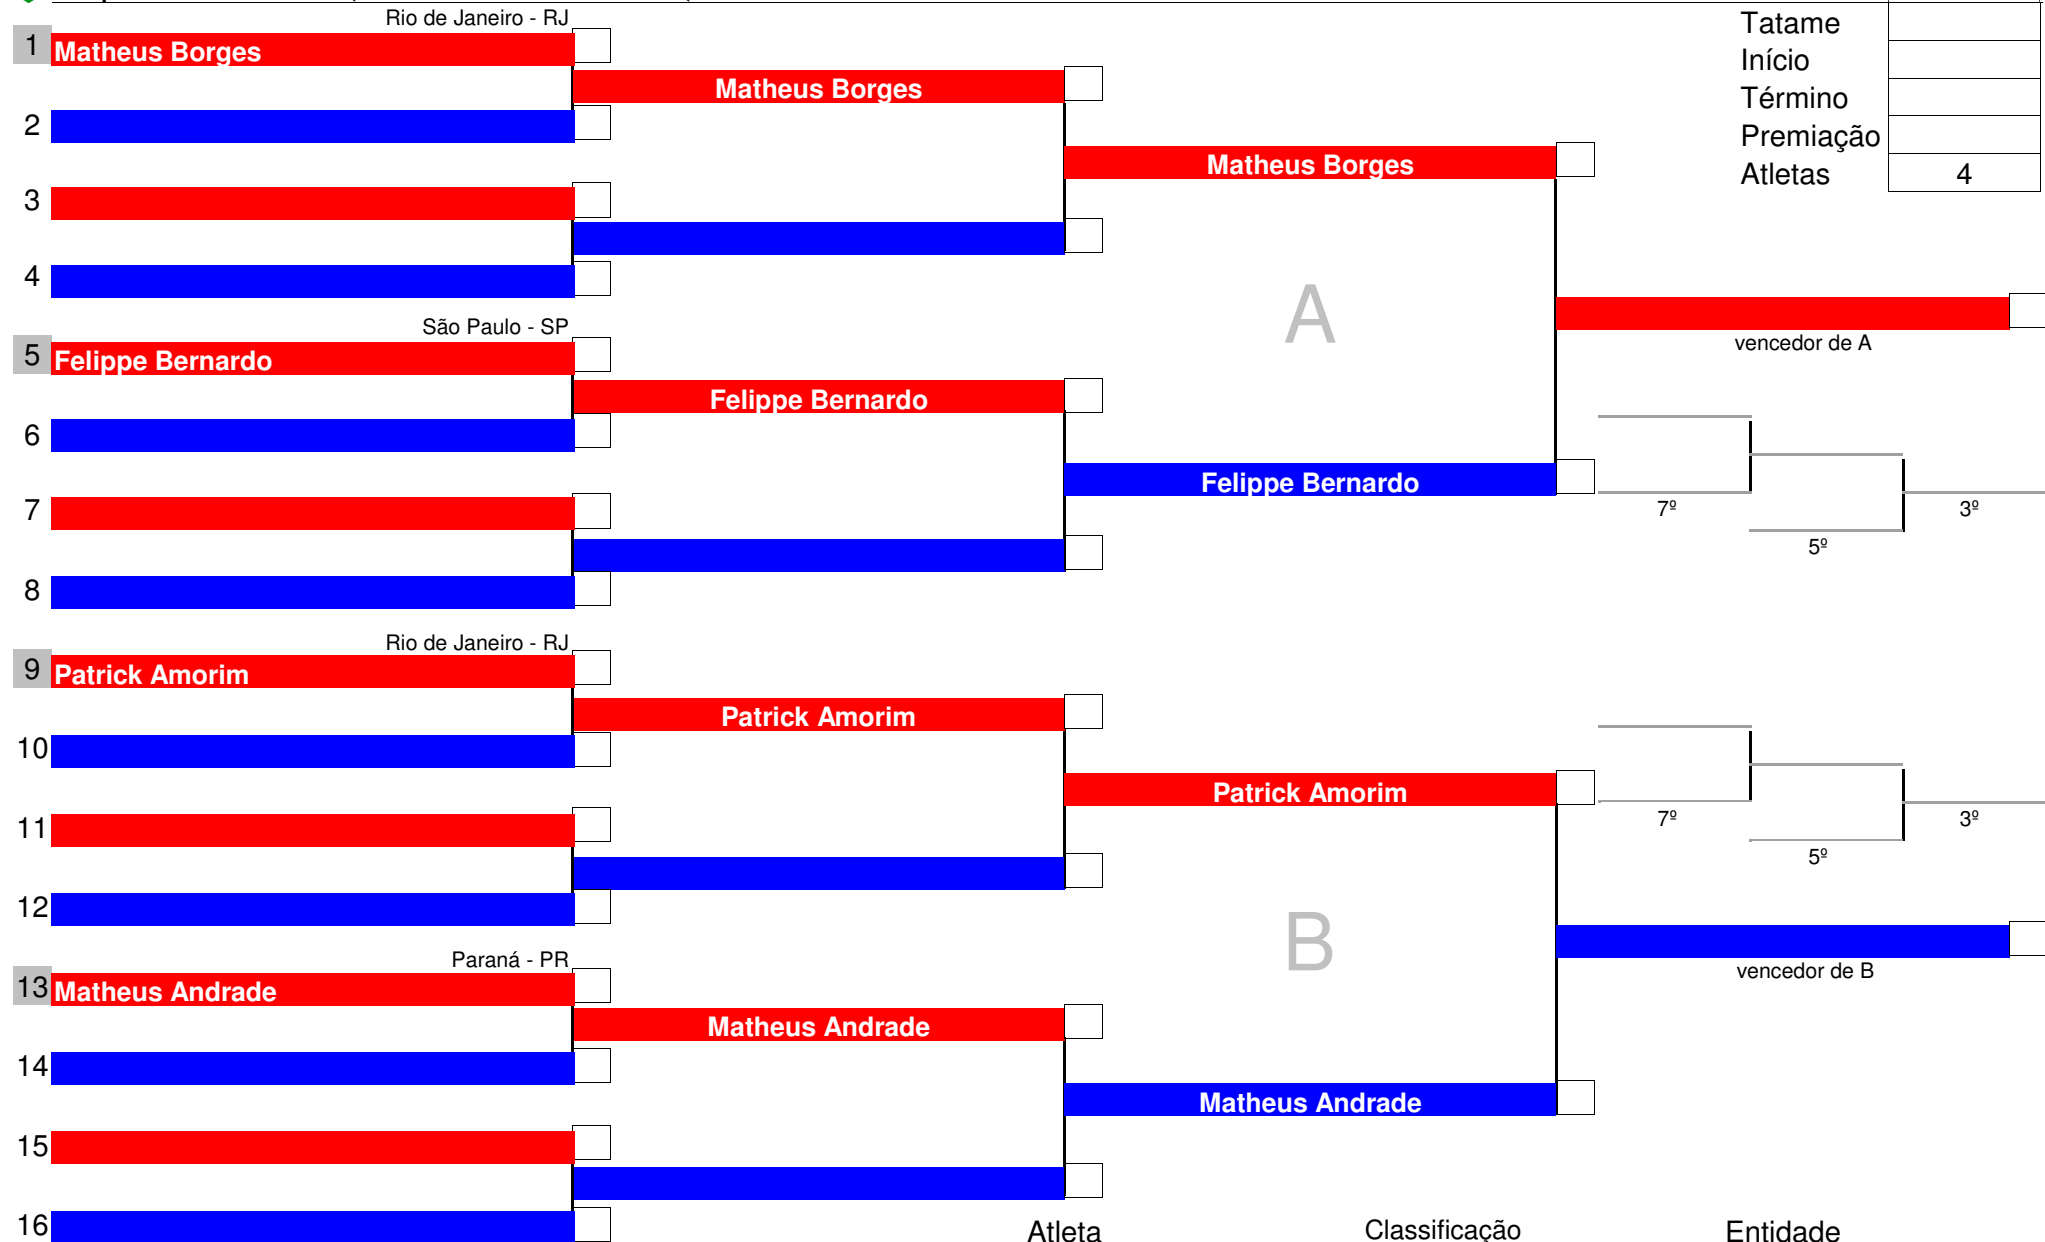 Rio de Janeiro - RJ
Tatame
1 Matheus Borges
Início
Matheus Borges
Término
2
Premiação
Matheus Borges
Atletas 4
3
4
A
São Paulo - SP
vencedor de A
5 Felippe Bernardo
Felippe Bernardo
6
Felippe Bernardo
7
7º 3º
5º
8
Rio de Janeiro - RJ
9 Patrick Amorim
Patrick Amorim
10
Patrick Amorim
11
7º 3º
5º
12
B
Paraná - PR
vencedor de B
13 Matheus Andrade
Matheus Andrade
14
Matheus Andrade
15
16
Atleta Classificação Entidade